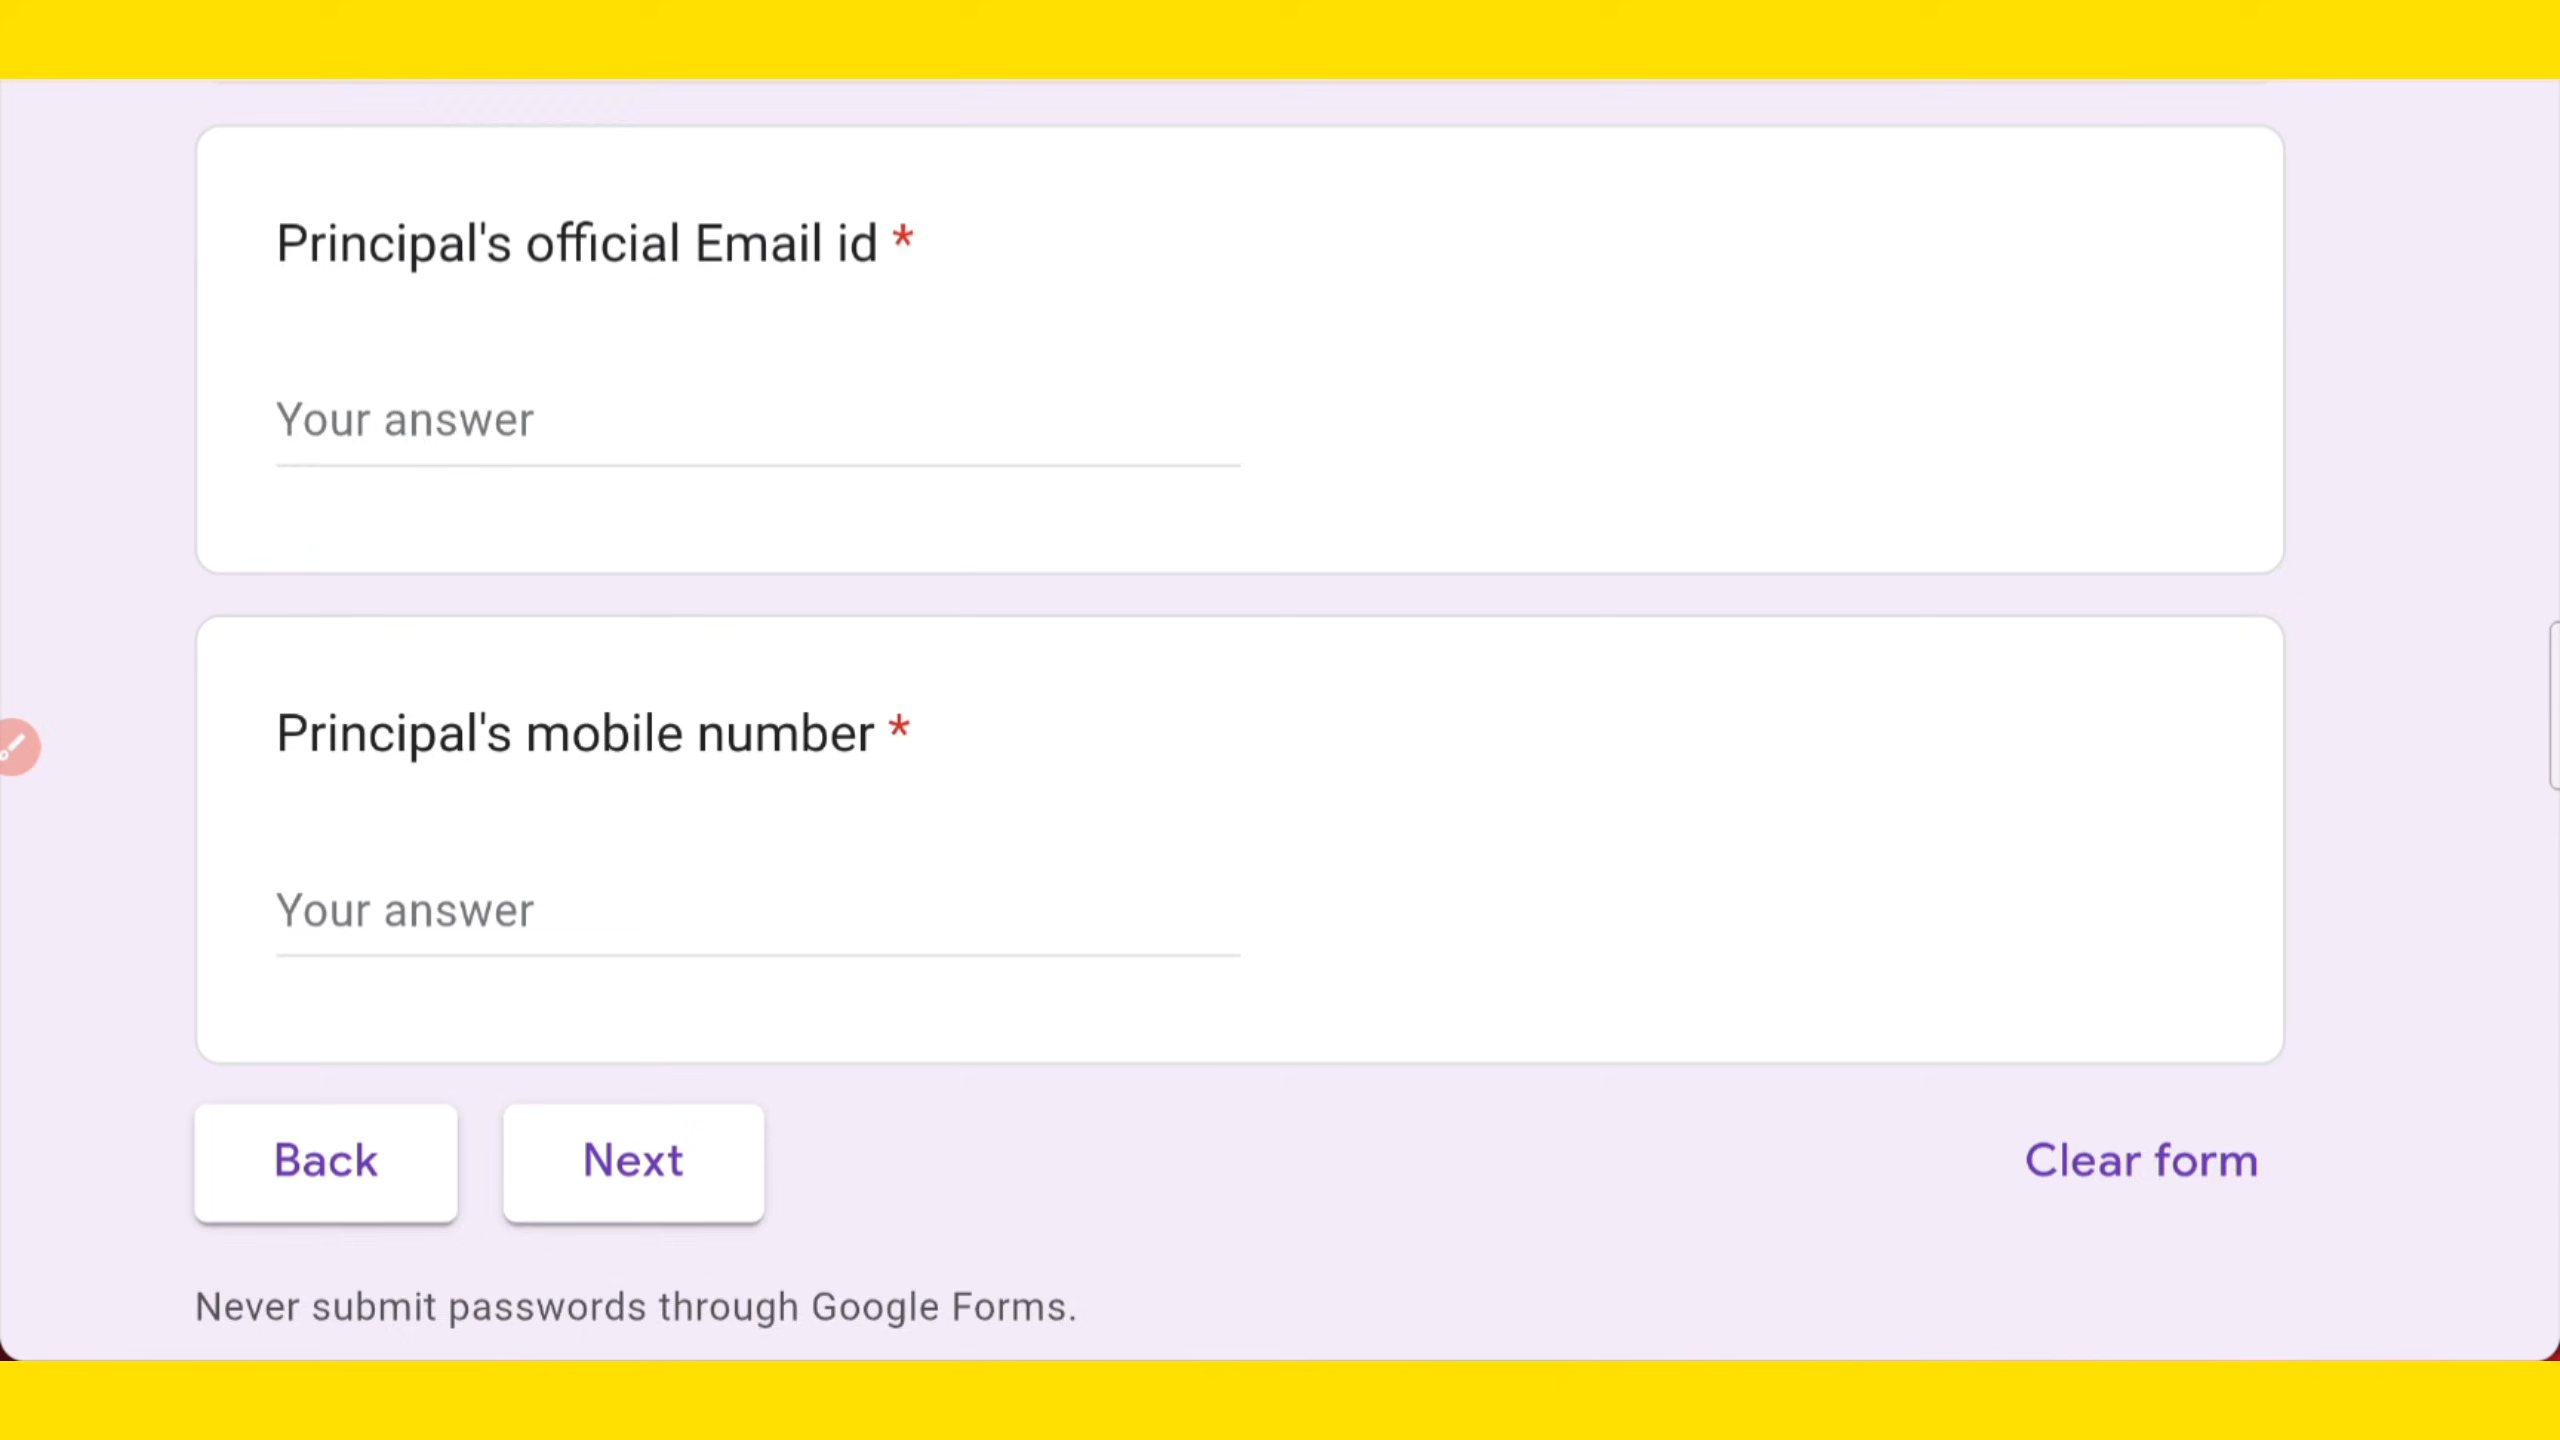 Principal's official Email id *
Your answer
Principal's mobile number *
Your answer
Back
Next
Clear form
Never submit passwords through Google Forms.